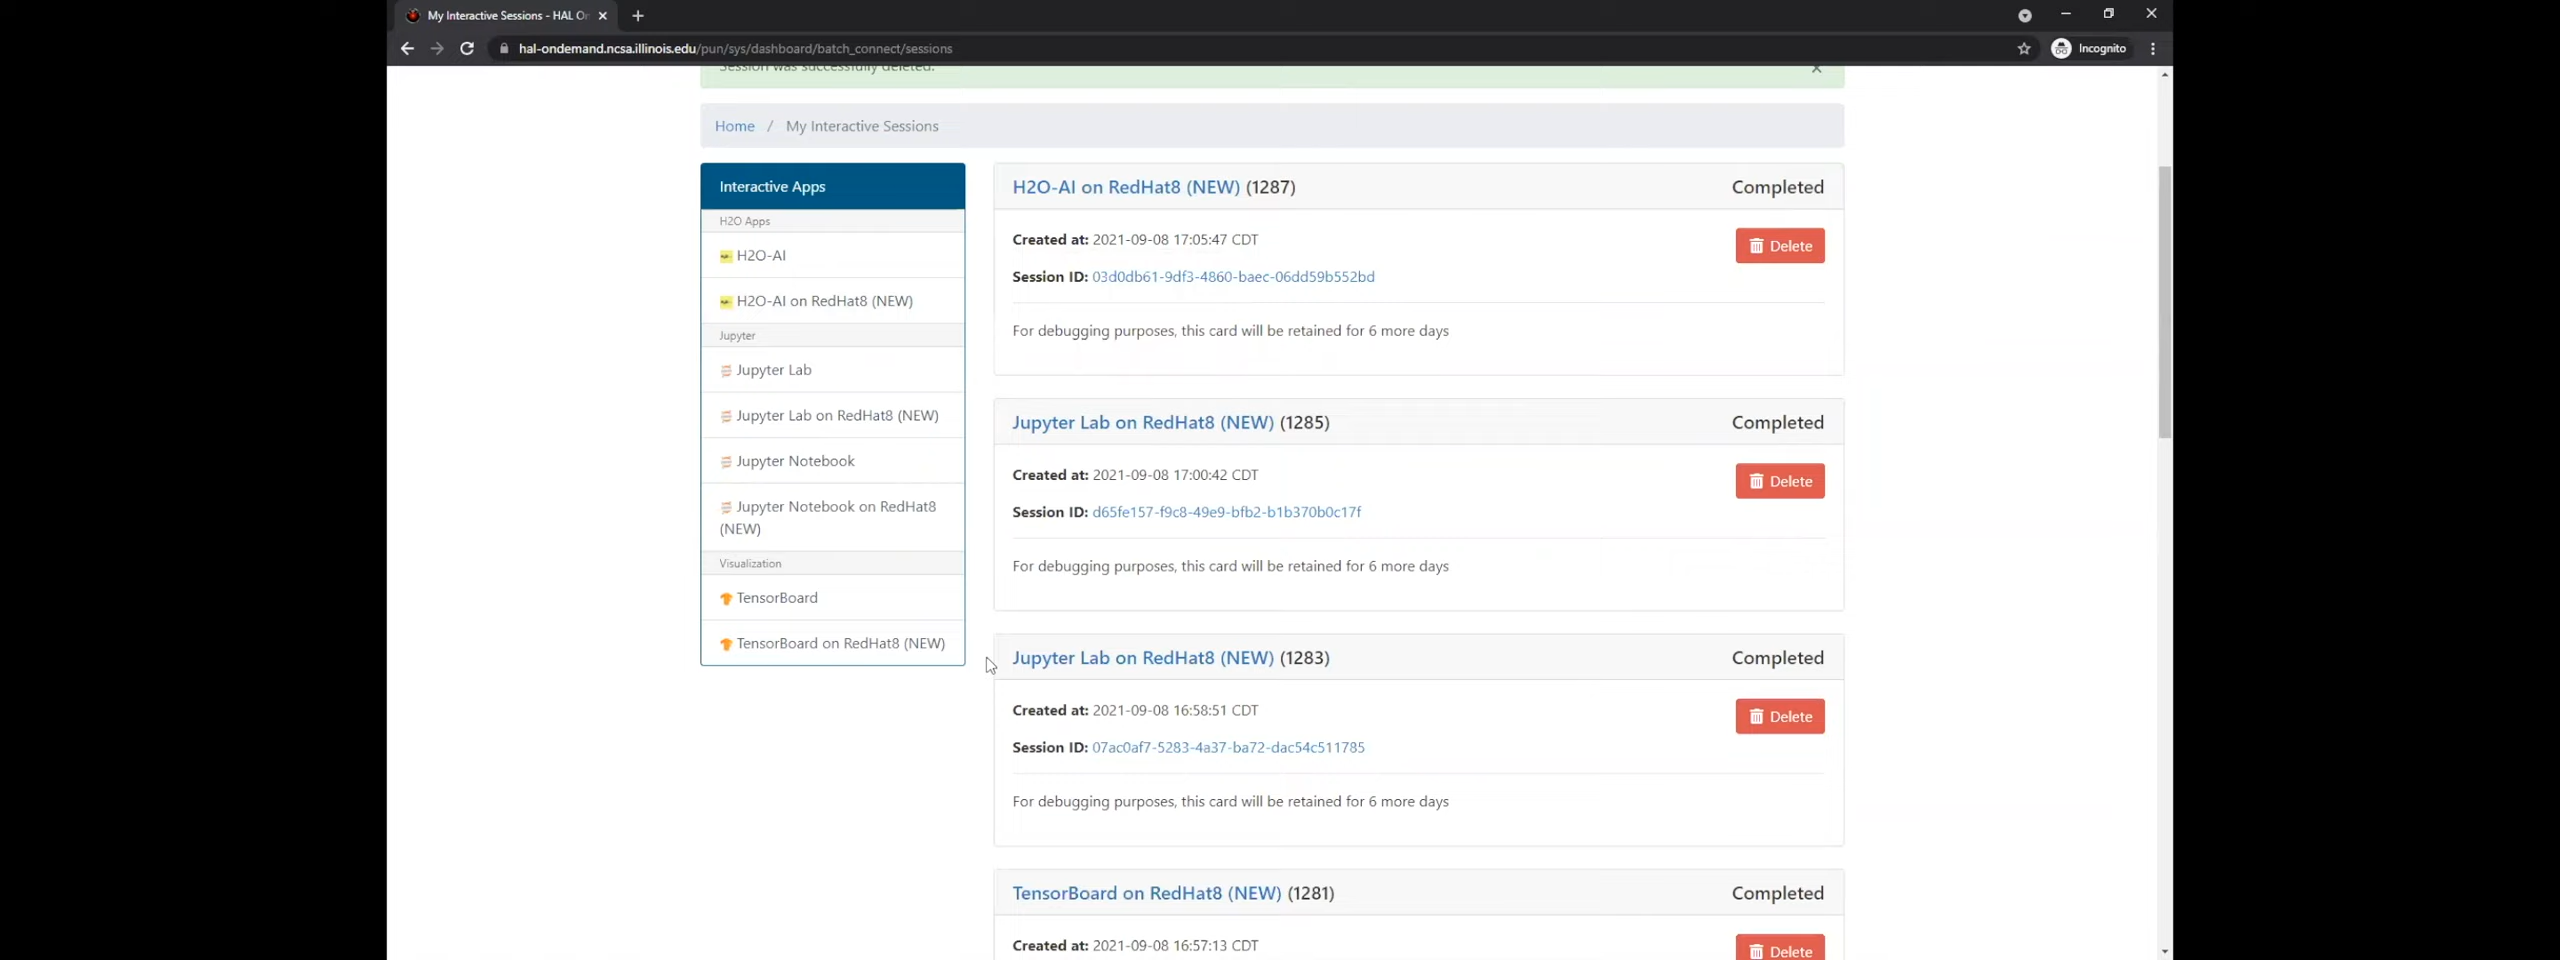 My Interactive Sessions - HAL O
hal-ondemand.ncsa.illinois.edu/pun/sys/dashboard/batch_connect/sessions
Incognito
Session was successfully deleted.
Home / My Interactive Sessions
Interactive Apps
H2O Apps
H2O-AI
H2O-AI on RedHat8 (NEW)
Jupyter
Jupyter Lab
Jupyter Lab on RedHat8 (NEW)
Jupyter Notebook
Jupyter Notebook on RedHat8
(NEW)
Visualization
TensorBoard
TensorBoard on RedHat8 (NEW)
H2O-AI on RedHat8 (NEW) (1287) Completed
Created at: 2021-09-08 17:05:47 CDT
Delete
Session ID: 03d0db61-9df3-4860-baec-06dd59b552bd
For debugging purposes, this card will be retained for 6 more days
Jupyter Lab on RedHat8 (NEW) (1285) Completed
Created at: 2021-09-08 17:00:42 CDT
Delete
Session ID: d65fe157-f9c8-49e9-bfb2-b1b370b0c17f
For debugging purposes, this card will be retained for 6 more days
Jupyter Lab on RedHat8 (NEW) (1283) Completed
Created at: 2021-09-08 16:58:51 CDT
Delete
Session ID: 07ac0af7-5283-4a37-ba72-dac54c511785
For debugging purposes, this card will be retained for 6 more days
TensorBoard on RedHat8 (NEW) (1281) Completed
Created at: 2021-09-08 16:57:13 CDT
Delete